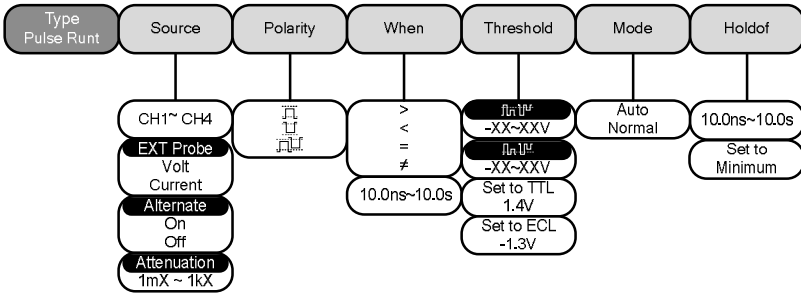 Type
Pulse Runt
Source
Polarity
When
Threshold
Mode
Holdof
CH1~ CH4
EXT Probe
Volt
Current
Alternate
On
Off
Attenuation
1mX ~ 1kX
>
<
=
≠
10.0ns~10.0s
-XX~XXV
-XX~XXV
Set to TTL
1.4V
Set to ECL
-1.3V
Auto
Normal
10.0ns~10.0s
Set to
Minimum